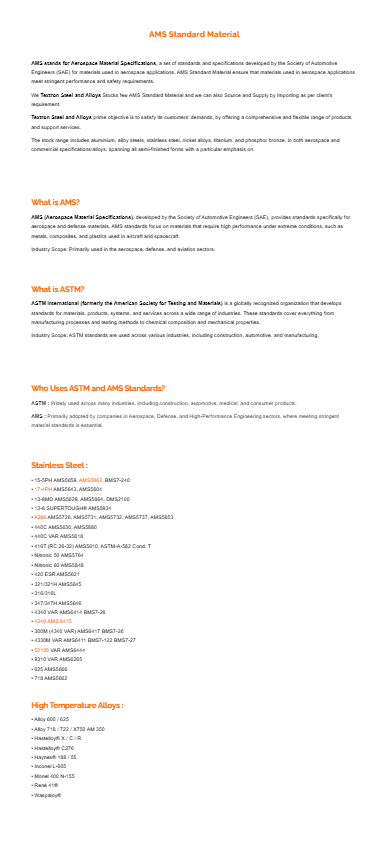 AMS Standard Material
AMS stands for Aerospace Material Specifications, a set of standards and specifications developed by the Society of Automotive
Engineers (SAE) for materials used in aerospace applications. AMS Standard Material ensure that materials used in aerospace applications
meet stringent performance and safety requirements.
We Textron Steel and Alloys Stocks few AMS Standard Material and we can also Source and Supply by Importing as per client's
requirement.
Textron Steel and Alloys prime objective is to satisfy its customers' demands, by offering a comprehensive and flexible range of products
and support services.
The stock range includes aluminium, alloy steels, stainless steel, nickel alloys, titanium, and phosphor bronze, in both aerospace and
commercial specifications/alloys, spanning all semi-finished forms with a particular emphasis on.
What is AMS?
AMS (Aerospace Material Specifications), developed by the Society of Automotive Engineers (SAE), provides standards specifically for
aerospace and defense materials. AMS standards focus on materials that require high performance under extreme conditions, such as
metals, composites, and plastics used in aircraft and spacecraft.
Industry Scope: Primarily used in the aerospace, defense, and aviation sectors.
What is ASTM?
ASTM International (formerly the American Society for Testing and Materials) is a globally recognized organization that develops
standards for materials, products, systems, and services across a wide range of industries. These standards cover everything from
manufacturing processes and testing methods to chemical composition and mechanical properties.
Industry Scope: ASTM standards are used across various industries, including construction, automotive, and manufacturing.
Who Uses ASTM and AMS Standards?
ASTM : Widely used across many industries, including construction, automotive, medical, and consumer products.
AMS : Primarily adopted by companies in Aerospace, Defense, and High-Performance Engineering sectors, where meeting stringent
material standards is essential.
Stainless Steel :
• 15-5PH AMS5659, AMS5862, BMS7-240
• 17-4PH AMS5643, AMS5604
• 13-8MO AMS5629, AMS5864, DMS2100
• 13-8 SUPERTOUGH® AMS5934
• A286 AMS5726, AMS5731, AMS5732, AMS5737, AMS5853
• 440C AMS5630, AMS5880
• 440C VAR AMS5618
• 416T (RC 26-32) AMS5610, ASTM-A-582 Cond. T
• Nitronic 50 AMS5764
• Nitronic 60 AMS5848
• 420 ESR AMS5621
• 321/321H AMS5645
• 316/316L
• 347/347H AMS5646
• 4340 VAR AMS6414 BMS7-28
• 4340 AMS 6415
• 300M (4340 VAR) AMS6417 BMS7-26
• 4330M VAR AMS6411 BMS7-122 BMS7-27
• 52100 VAR AMS6444
• 9310 VAR AMS6265
• 625 AMS5666
• 718 AMS5662
High Temperature Alloys :
• Alloy 600 / 625
• Alloy 718 / 722 / X750 AM 350
• Hastelloy® X / C / R
• Hastelloy® C276
• Haynes® 188 / 55
• Inconel L-605
• Monel 400 N-155
• René 41®
• Waspaloy®